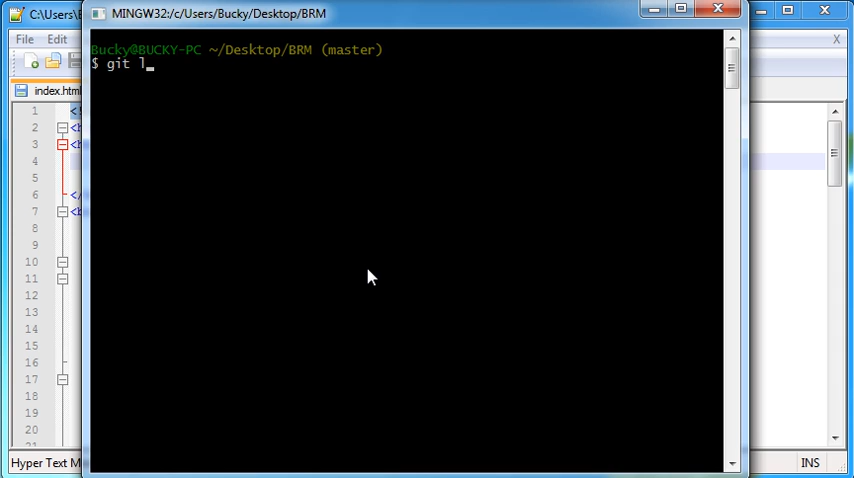 C:\Users\B
MINGW32:/c/Users/Bucky/Desktop/BRM
File Edit
X
index.html
Bucky@BUCKY-PC ~/Desktop/BRM (master)
$ git l_
1 <!
2 <h
3 <h
4
5
6 </
7 <b
8
9
10
11
12
13
14
15
16
17
18
19
20
Hyper Text M
INS